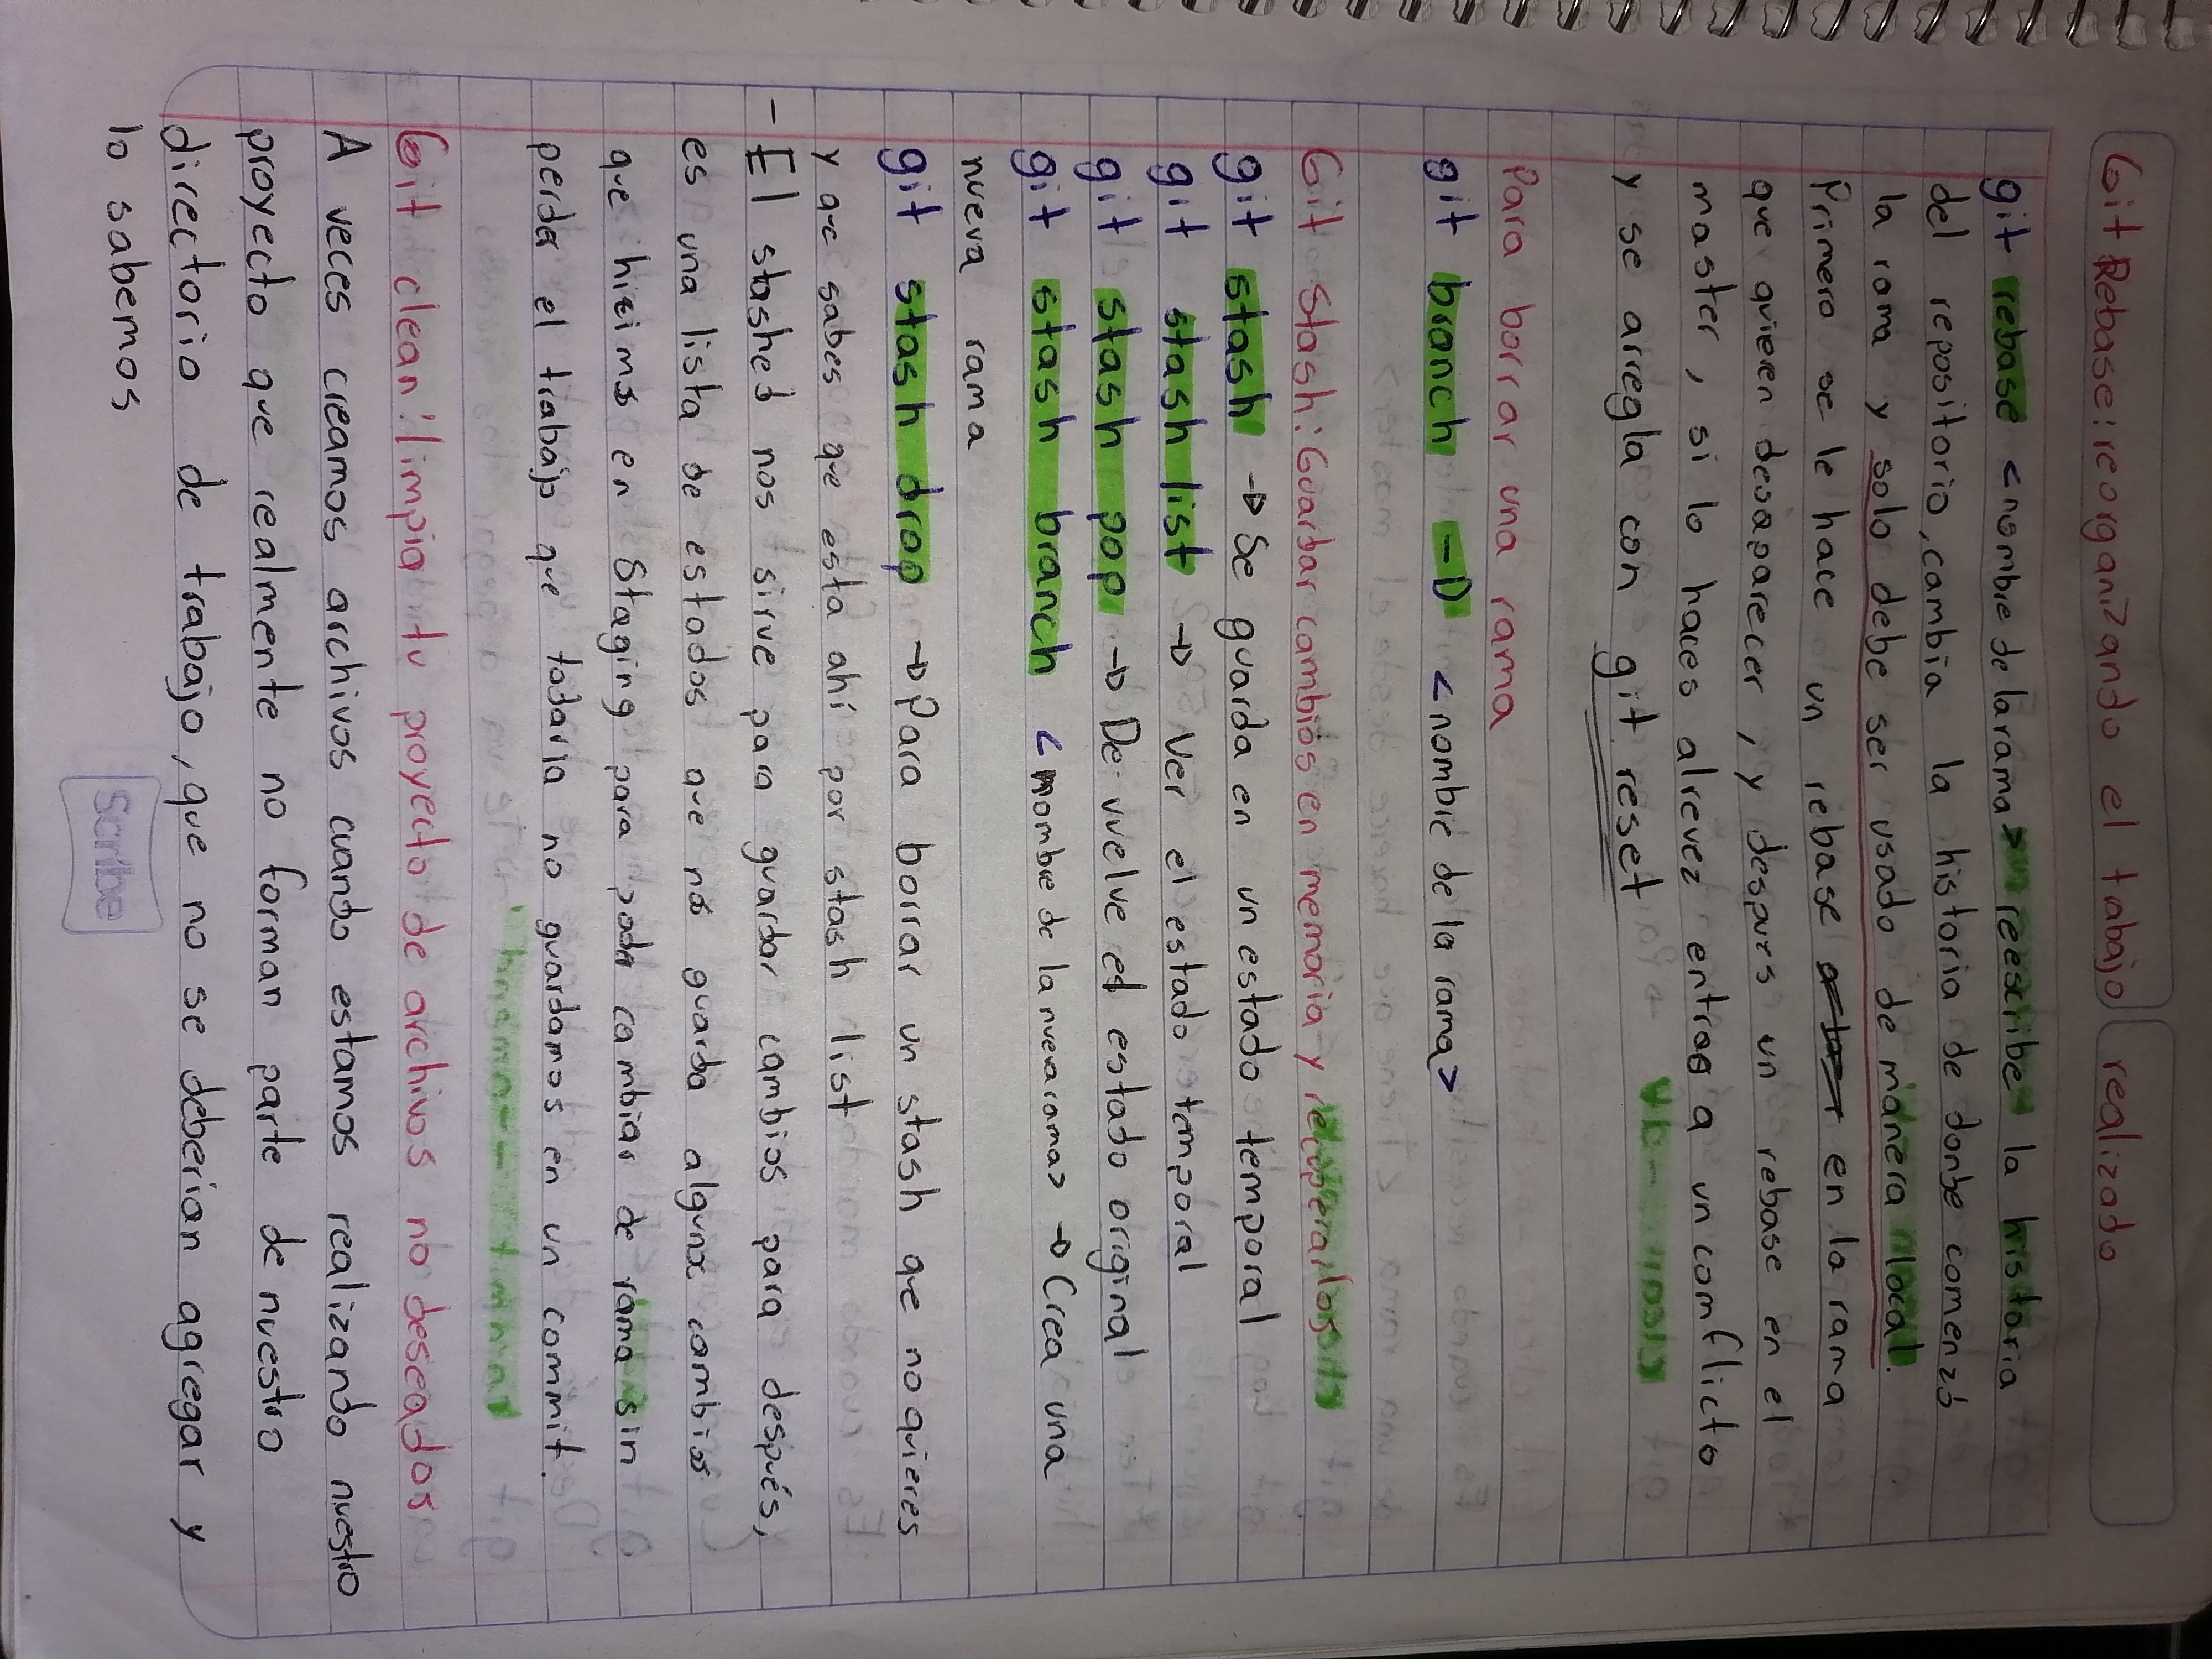 Git Rebase: reorganizando el trabajo realizado
git rebase <nombre de la rama> reescribe la historia
del repositorio, cambia la historia de donde comenzó
la rama y solo debe ser usado de manera local.
Primero se le hace un rebase en la rama
que quieren desaparecer, y despues un rebase en el
master, si lo haces alrevez entras a un comflicto
y se arregla con git reset
Para borrar una rama
git branch -D <nombre de la rama>
Git Stash: Guardar cambios en memoria y recuperarlos
git stash → Se guarda en un estado temporal
git stash list → Ver el estado temporal
git stash pop → De vuelve el estado original
git stash branch <nombre de la nueva rama> → Crea una
nueva rama
git stash drop → Para borrar un stash que no quieres
y que sabes que esta ahí por stash list
- El stashed nos sirve para guardar cambios para después,
es una lista de estados que nos guarda algunos cambios
que hicimos en Staging para poder cambiar de rama sin
perder el trabajo que todavia no guardamos en un commit.
Git clean: limpia tu proyecto de archivos no deseados
A veces creamos archivos cuando estamos realizando nuestro
proyecto que realmente no forman parte de nuestro
directorio de trabajo, que no se deberian agregar y
lo sabemos
Scribe